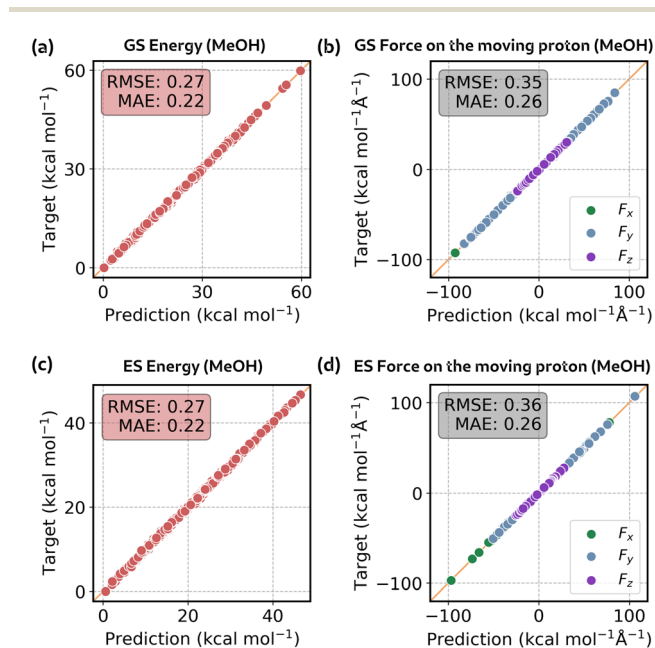 (a) GS Energy (MeOH)
RMSE: 0.27
MAE: 0.22
60
30
0
Target (kcal mol⁻¹)
0 30 60
Prediction (kcal mol⁻¹)
(b) GS Force on the moving proton (MeOH)
RMSE: 0.35
MAE: 0.26
100
0
−100
Target (kcal mol⁻¹Å⁻¹)
Fx
Fy
Fz
−100 0 100
Prediction (kcal mol⁻¹Å⁻¹)
(c) ES Energy (MeOH)
RMSE: 0.27
MAE: 0.22
40
20
0
Target (kcal mol⁻¹)
0 20 40
Prediction (kcal mol⁻¹)
(d) ES Force on the moving proton (MeOH)
RMSE: 0.36
MAE: 0.26
100
0
−100
Target (kcal mol⁻¹Å⁻¹)
Fx
Fy
Fz
−100 0 100
Prediction (kcal mol⁻¹Å⁻¹)